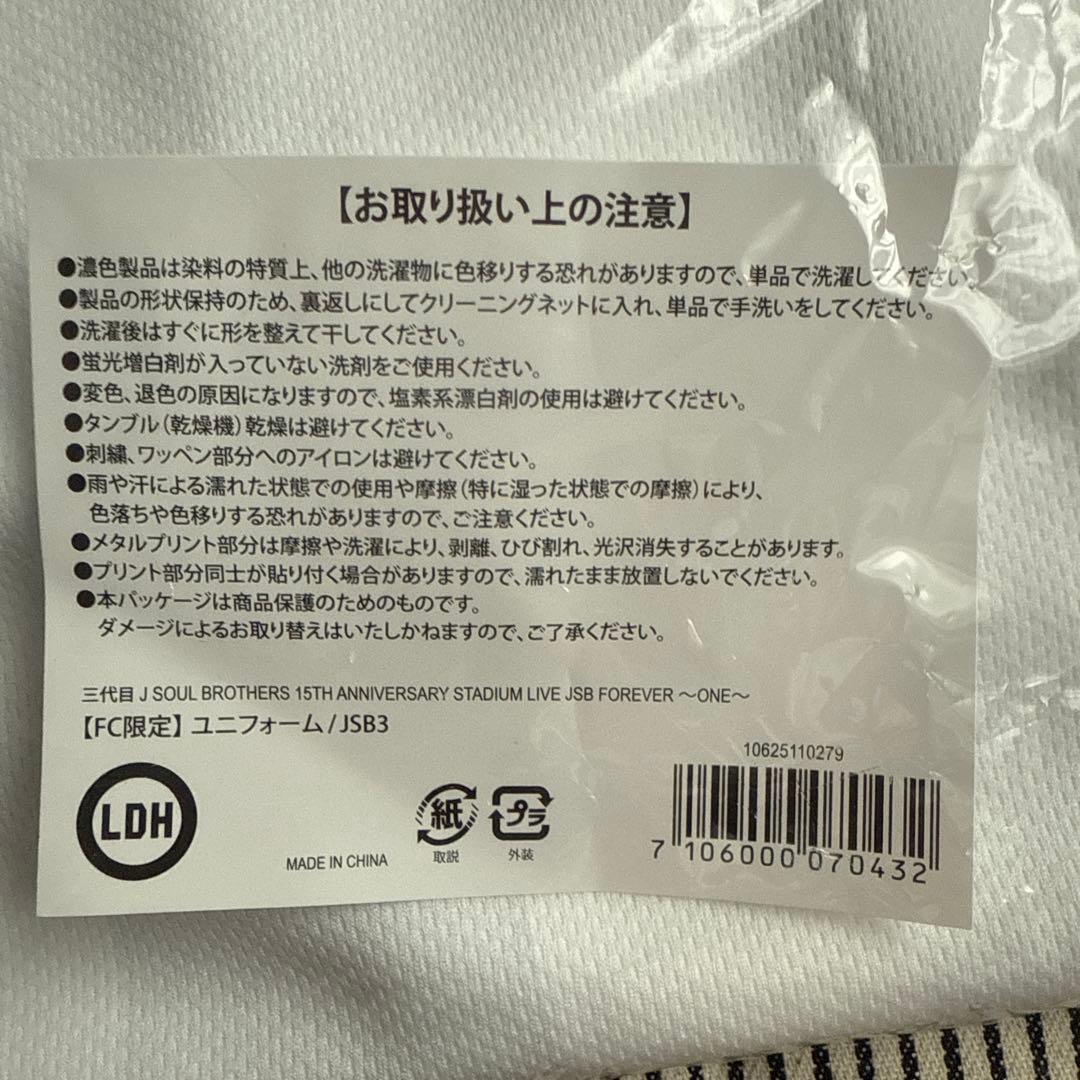 【お取り扱い上の注意】
●濃色製品は染料の特質上、他の洗濯物に色移りする恐れがありますので、単品で洗濯してください。
●製品の形状保持のため、裏返しにしてクリーニングネットに入れ、単品で手洗いをしてください。
●洗濯後はすぐに形を整えて干してください。
●蛍光増白剤が入っていない洗剤をご使用ください。
●変色、退色の原因になりますので、塩素系漂白剤の使用は避けてください。
●タンブル(乾燥機)乾燥は避けてください。
●刺繍、ワッペン部分へのアイロンは避けてください。
●雨や汗による濡れた状態での使用や摩擦(特に湿った状態での摩擦)により、
色落ちや色移りする恐れがありますので、ご注意ください。
●メタルプリント部分は摩擦や洗濯により、剥離、ひび割れ、光沢消失することがあります。
●プリント部分同士が貼り付く場合がありますので、濡れたまま放置しないでください。
●本パッケージは商品保護のためのものです。
ダメージによるお取り替えはいたしかねますので、ご了承ください。
三代目 J SOUL BROTHERS 15TH ANNIVERSARY STADIUM LIVE JSB FOREVER ～ONE～
【FC限定】ユニフォーム/JSB3
10625110279
LDH
MADE IN CHINA
紙
取説
プラ
外装
7 106000 070432